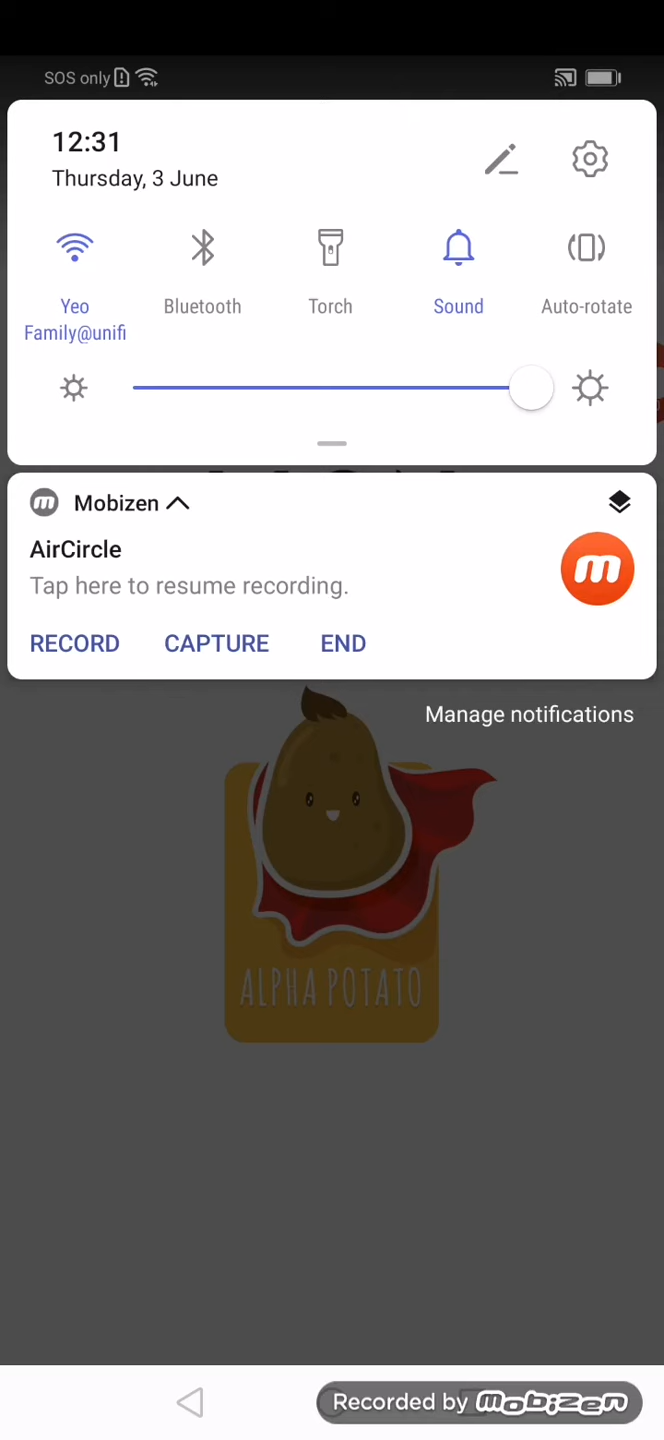 SOS only
12:31
Thursday, 3 June
Yeo Family@unifi
Bluetooth
Torch
Sound
Auto-rotate
Mobizen
AirCircle
Tap here to resume recording.
RECORD CAPTURE END
Manage notifications
ALPHA POTATO
Recorded by mobizen